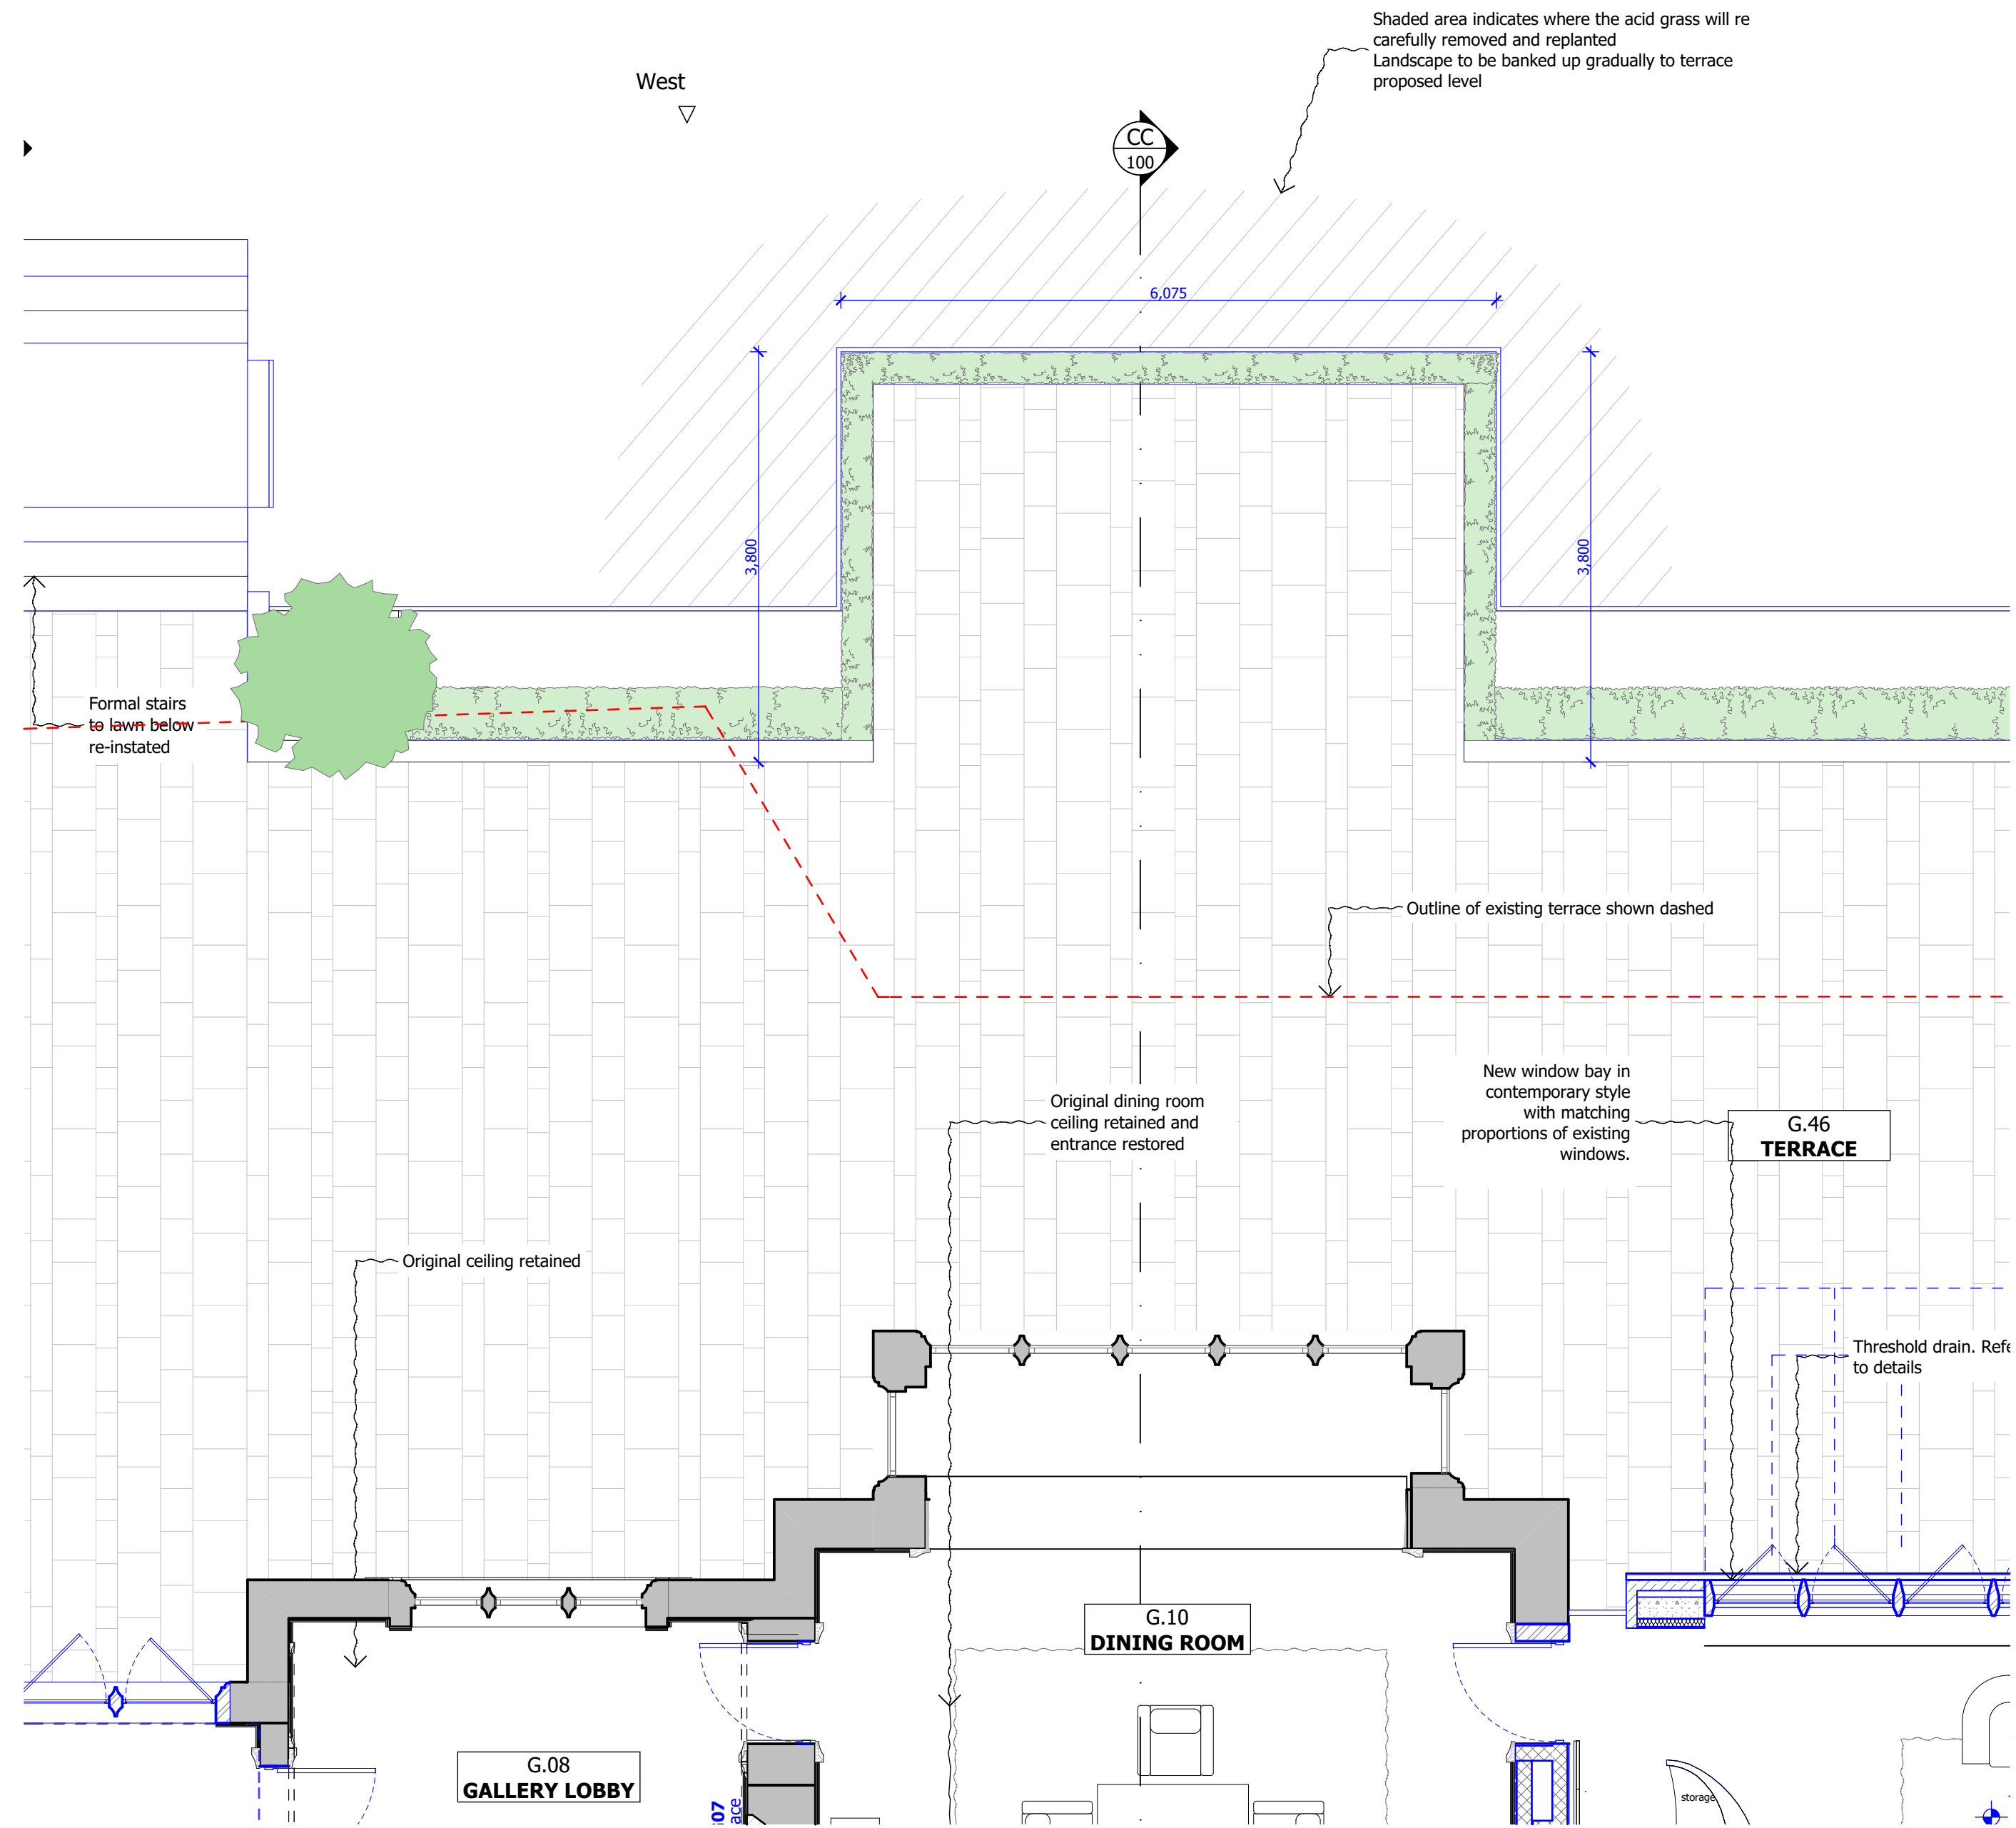 Shaded area indicates where the acid grass will re
carefully removed and replanted
Landscape to be banked up gradually to terrace
proposed level
West
CC
100
6,075
3,800
3,800
Formal stairs
to lawn below
re-instated
Outline of existing terrace shown dashed
New window bay in
contemporary style
with matching
proportions of existing
windows.
Original dining room
ceiling retained and
entrance restored
G.46
TERRACE
Original ceiling retained
Threshold drain. Refe
to details
G.10
DINING ROOM
G.08
GALLERY LOBBY
07
ace
storage